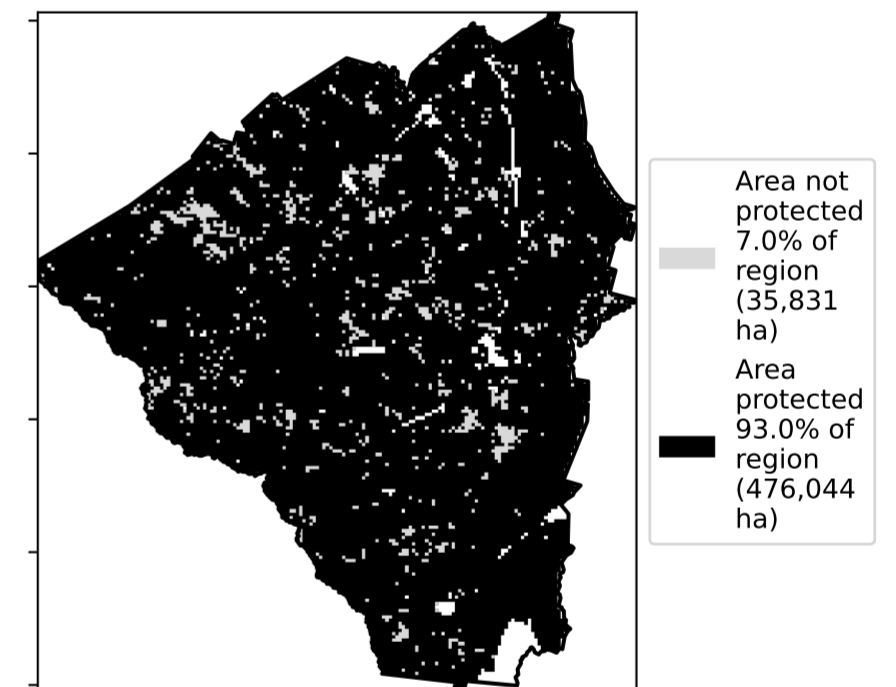 Area not
protected
7.0% of
region
(35,831
ha)
Area
protected
93.0% of
region
(476,044
ha)